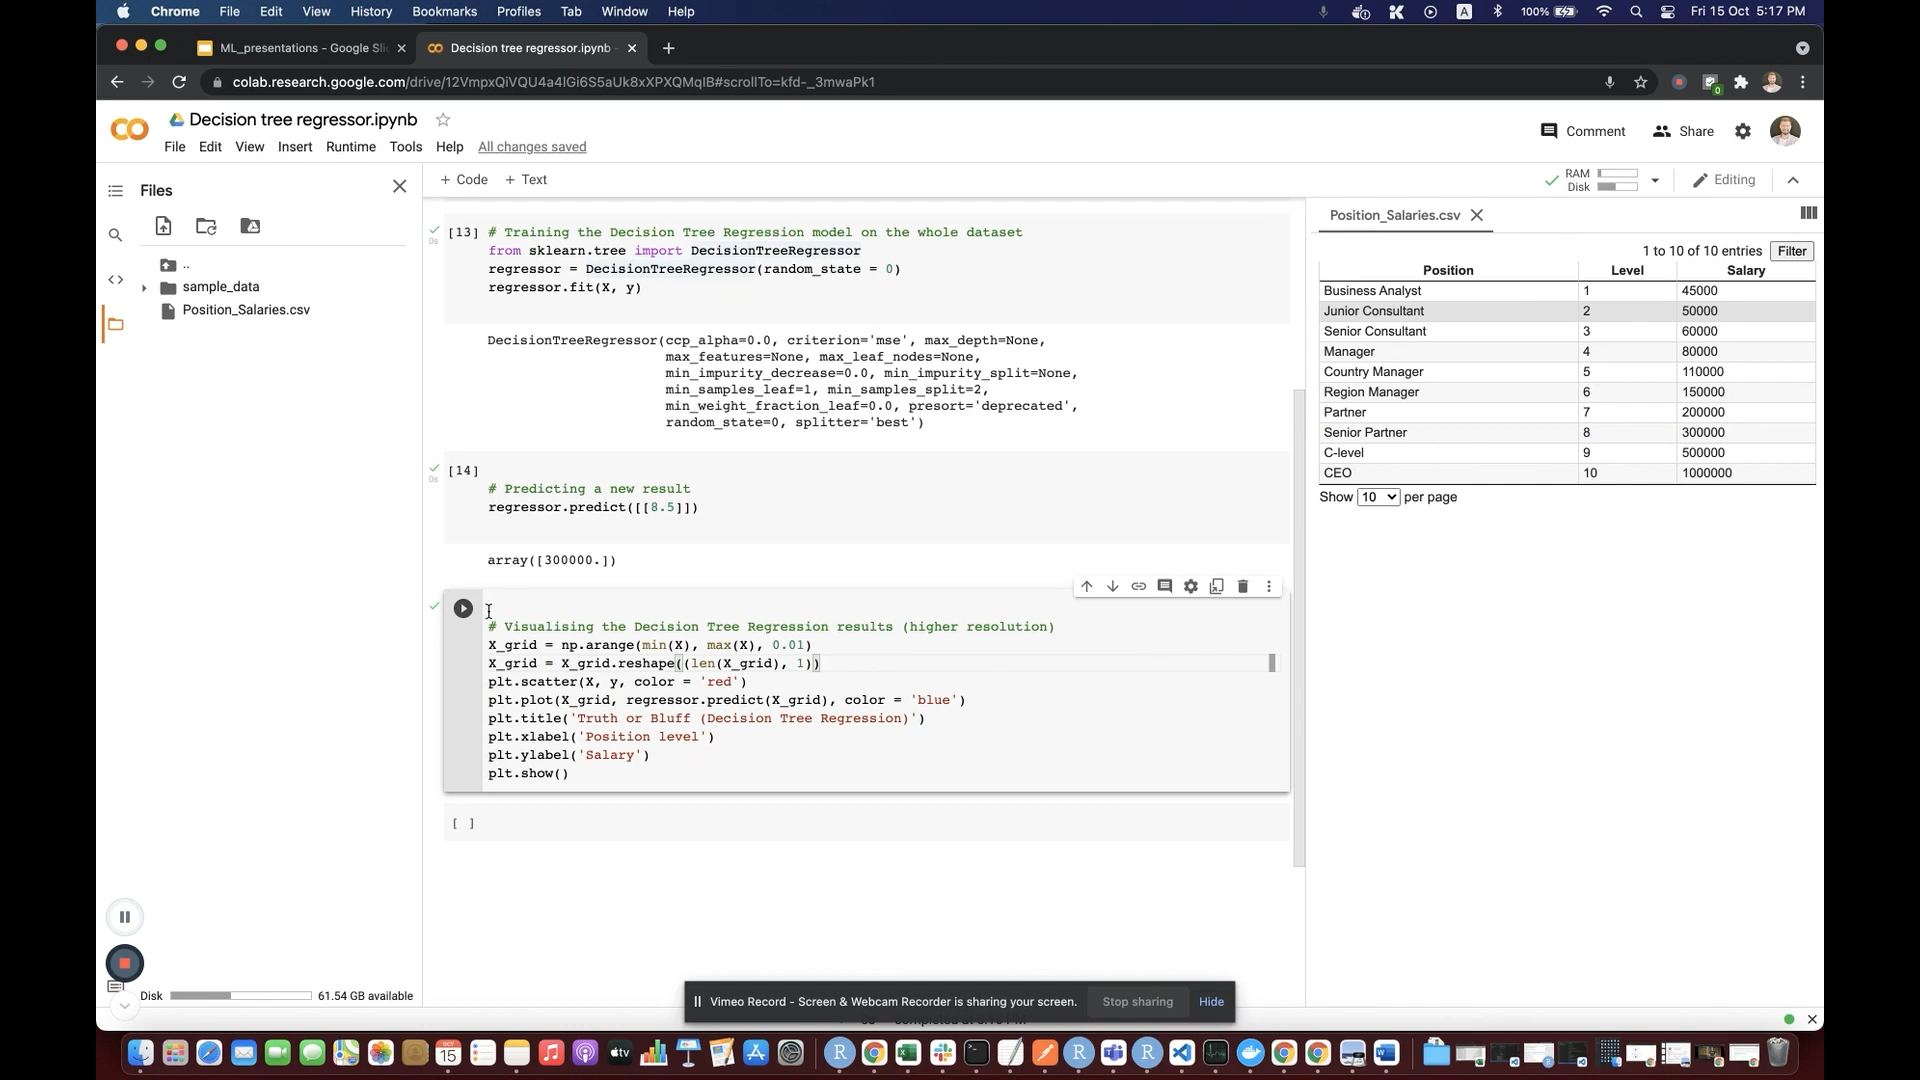 Chrome File Edit View History Bookmarks Profiles Tab Window Help
A 100% Fri 15 Oct 5:17 PM
ML_presentations - Google Sli
Decision tree regressor.ipynb -
colab.research.google.com/drive/12VmpxQiVQU4a4lGi6S5aUk8xXPXQMqIB#scrollTo=kfd-_3mwaPk1
0
Decision tree regressor.ipynb
Comment Share
File Edit View Insert Runtime Tools Help All changes saved
Files
+ Code + Text
RAM
Disk
Editing
..
sample_data
Position_Salaries.csv
[13] # Training the Decision Tree Regression model on the whole dataset
0s
from sklearn.tree import DecisionTreeRegressor
regressor = DecisionTreeRegressor(random_state = 0)
regressor.fit(X, y)
DecisionTreeRegressor(ccp_alpha=0.0, criterion='mse', max_depth=None,
max_features=None, max_leaf_nodes=None,
min_impurity_decrease=0.0, min_impurity_split=None,
min_samples_leaf=1, min_samples_split=2,
min_weight_fraction_leaf=0.0, presort='deprecated',
random_state=0, splitter='best')
[14]
0s
# Predicting a new result
regressor.predict([[8.5]])
array([300000.])
# Visualising the Decision Tree Regression results (higher resolution)
X_grid = np.arange(min(X), max(X), 0.01)
X_grid = X_grid.reshape((len(X_grid), 1))
plt.scatter(X, y, color = 'red')
plt.plot(X_grid, regressor.predict(X_grid), color = 'blue')
plt.title('Truth or Bluff (Decision Tree Regression)')
plt.xlabel('Position level')
plt.ylabel('Salary')
plt.show()
[ ]
Position_Salaries.csv
1 to 10 of 10 entries Filter
Position Level Salary
Business Analyst 1 45000
Junior Consultant 2 50000
Senior Consultant 3 60000
Manager 4 80000
Country Manager 5 110000
Region Manager 6 150000
Partner 7 200000
Senior Partner 8 300000
C-level 9 500000
CEO 10 1000000
Show 10 per page
Disk 61.54 GB available
Vimeo Record - Screen & Webcam Recorder is sharing your screen. Stop sharing Hide
OCT
15
tv